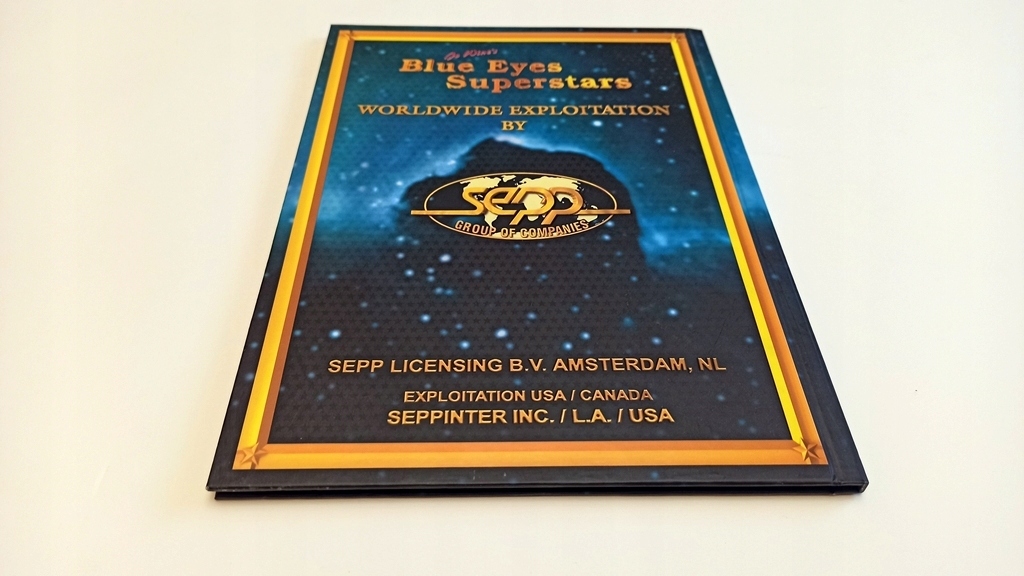 Blue Eyes
Superstars
WORLDWIDE EXPLOITATION
BY
sepp
GROUP OF COMPANIES
SEPP LICENSING B.V. AMSTERDAM, NL
EXPLOITATION USA / CANADA
SEPPINTER INC. / L.A. / USA